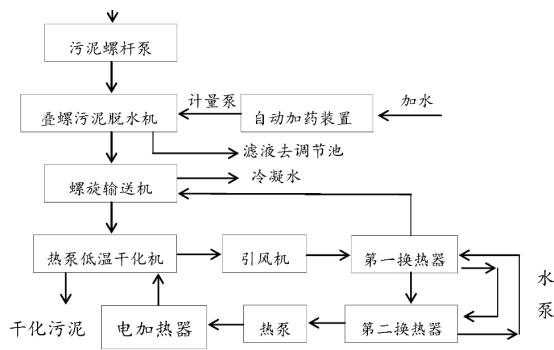 污泥螺杆泵
计量泵
加水
叠螺污泥脱水机
自动加药装置
滤液去调节池
螺旋输送机
冷凝水
热泵低温干化机
引风机
第一换热器
水泵
干化污泥
电加热器
热泵
第二换热器